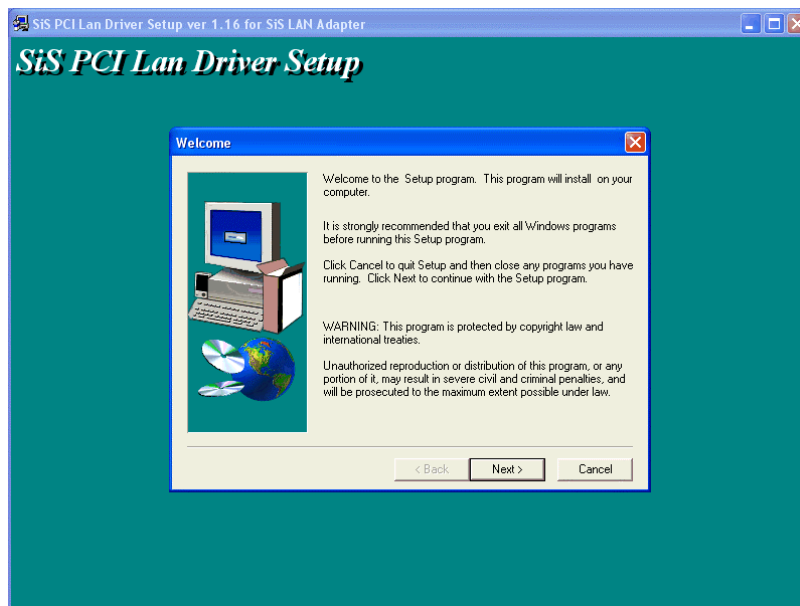 SiS PCI Lan Driver Setup ver 1.16 for SiS LAN Adapter
SiS PCI Lan Driver Setup
Welcome
Welcome to the Setup program. This program will install on your
computer.
It is strongly recommended that you exit all Windows programs
before running this Setup program.
Click Cancel to quit Setup and then close any programs you have
running. Click Next to continue with the Setup program.
WARNING: This program is protected by copyright law and
international treaties.
Unauthorized reproduction or distribution of this program, or any
portion of it, may result in severe civil and criminal penalties, and
will be prosecuted to the maximum extent possible under law.
< Back Next > Cancel